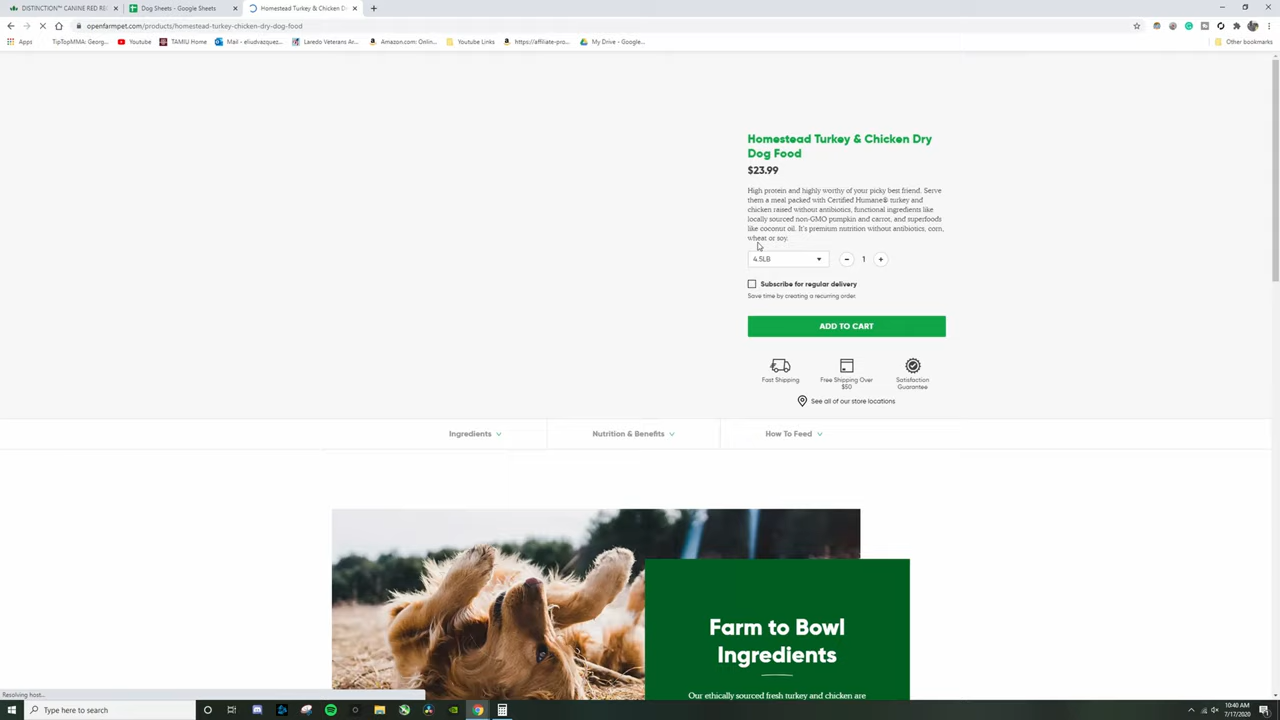 DISTINCTION™ CANINE RED R&
Dog Sheets - Google Sheets
Homestead Turkey & Chicken D
openfarmpet.com/products/homestead-turkey-chicken-dry-dog-food
Apps
TipTopMMA: Georg...
Youtube
TAMIU Home
Mail - eliudvazquez...
Laredo Veterans Ar...
Amazon.com: Onlin...
Youtube Links
https://affiliate-pro...
My Drive - Google...
Other bookmarks
Homestead Turkey & Chicken Dry
Dog Food
$23.99
High protein and highly worthy of your picky best friend. Serve
them a meal packed with Certified Humane® turkey and
chicken raised without antibiotics, functional ingredients like
locally sourced non-GMO pumpkin and carrot, and superfoods
like coconut oil. It's premium nutrition without antibiotics, corn,
wheat or soy.
4.5LB
1
Subscribe for regular delivery
Save time by creating a recurring order.
ADD TO CART
Fast Shipping
Free Shipping Over
$50
Satisfaction
Guarantee
See all of our store locations
Ingredients
Nutrition & Benefits
How To Feed
Farm to Bowl
Ingredients
Our ethically sourced fresh turkey and chicken are
Resolving host...
Type here to search
10:40 AM
7/17/2020